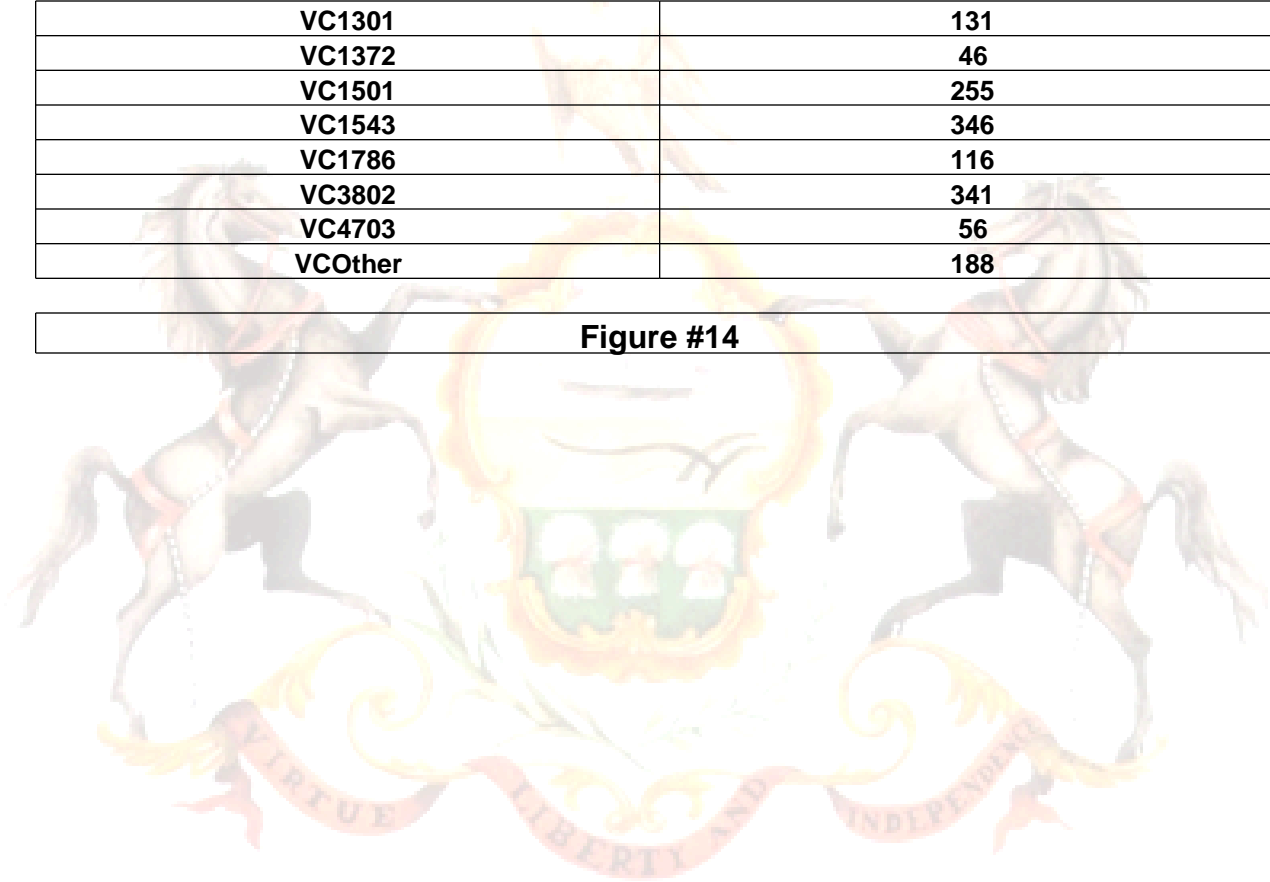 VC1301 131
VC1372 46
VC1501 255
VC1543 346
VC1786 116
VC3802 341
VC4703 56
VCOther 188
Figure #14
VIRTUE LIBERTY AND INDEPENDENCE